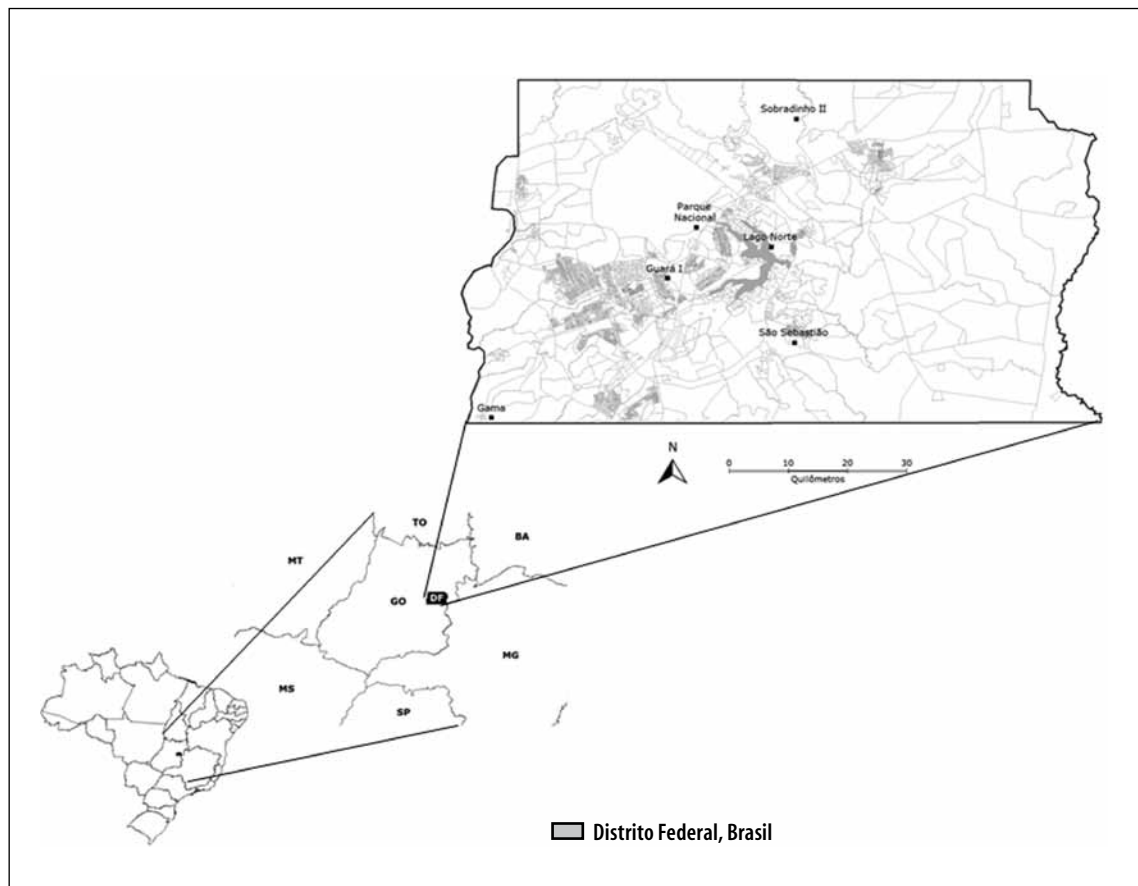 Sobradinho II
Parque
Nacional
Lago Norte
Guará I
São Sebastião
Gama
N
0 10 20 30
Quilômetros
TO
BA
MT
GO
DF
MG
MS
SP
Distrito Federal, Brasil